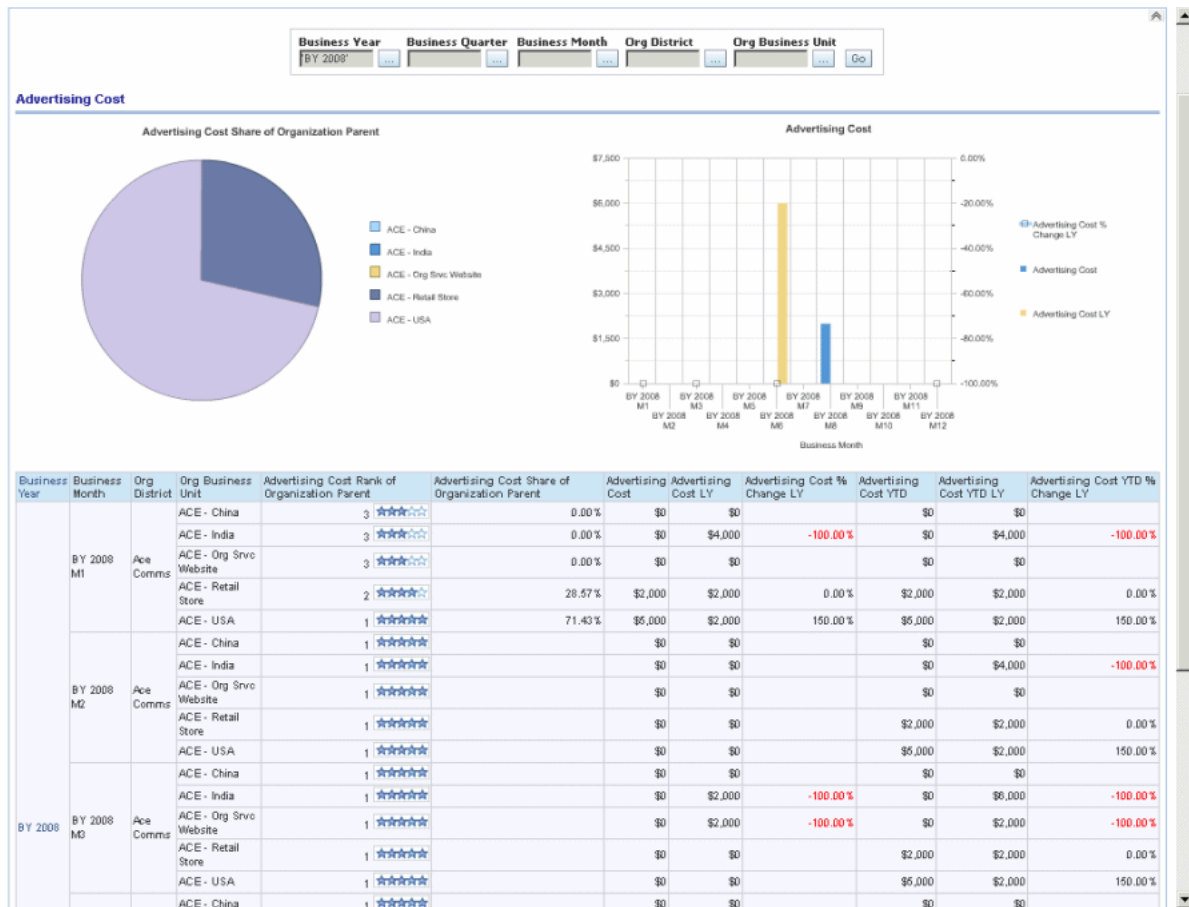 Business Year Business Quarter Business Month Org District Org Business Unit
'BY 2008' ... ... ... ... ... Go
Advertising Cost
Advertising Cost Share of Organization Parent
ACE - China
ACE - India
ACE - Org Srvc Website
ACE - Retail Store
ACE - USA
Advertising Cost
$7,500 0.00%
$6,000 -20.00%
$4,500 -40.00%
$3,000 -60.00%
$1,500 -80.00%
$0 -100.00%
BY 2008 M1
BY 2008 M2
BY 2008 M3
BY 2008 M4
BY 2008 M5
BY 2008 M6
BY 2008 M7
BY 2008 M8
BY 2008 M9
BY 2008 M10
BY 2008 M11
BY 2008 M12
Business Month
Advertising Cost %
Change LY
Advertising Cost
Advertising Cost LY
Business Year Business Month Org District Org Business Unit Advertising Cost Rank of Organization Parent Advertising Cost Share of Organization Parent Advertising Cost Advertising Cost LY Advertising Cost % Change LY Advertising Cost YTD Advertising Cost YTD LY Advertising Cost YTD % Change LY
BY 2008
BY 2008 M1 Ace Comms
ACE - China 3 0.00% $0 $0 $0 $0
ACE - India 3 0.00% $0 $4,000 -100.00% $0 $4,000 -100.00%
ACE - Org Srvc Website 3 0.00% $0 $0 $0 $0
ACE - Retail Store 2 28.57% $2,000 $2,000 0.00% $2,000 $2,000 0.00%
ACE - USA 1 71.43% $5,000 $2,000 150.00% $5,000 $2,000 150.00%
BY 2008 M2 Ace Comms
ACE - China 1 $0 $0 $0 $0
ACE - India 1 $0 $0 $0 $4,000 -100.00%
ACE - Org Srvc Website 1 $0 $0 $0 $0
ACE - Retail Store 1 $0 $0 $2,000 $2,000 0.00%
ACE - USA 1 $0 $0 $5,000 $2,000 150.00%
BY 2008 M3 Ace Comms
ACE - China 1 $0 $0 $0 $0
ACE - India 1 $0 $2,000 -100.00% $0 $6,000 -100.00%
ACE - Org Srvc Website 1 $0 $2,000 -100.00% $0 $2,000 -100.00%
ACE - Retail Store 1 $0 $0 $2,000 $2,000 0.00%
ACE - USA 1 $0 $0 $5,000 $2,000 150.00%
ACE - China 1 $0 $0 $0 $0